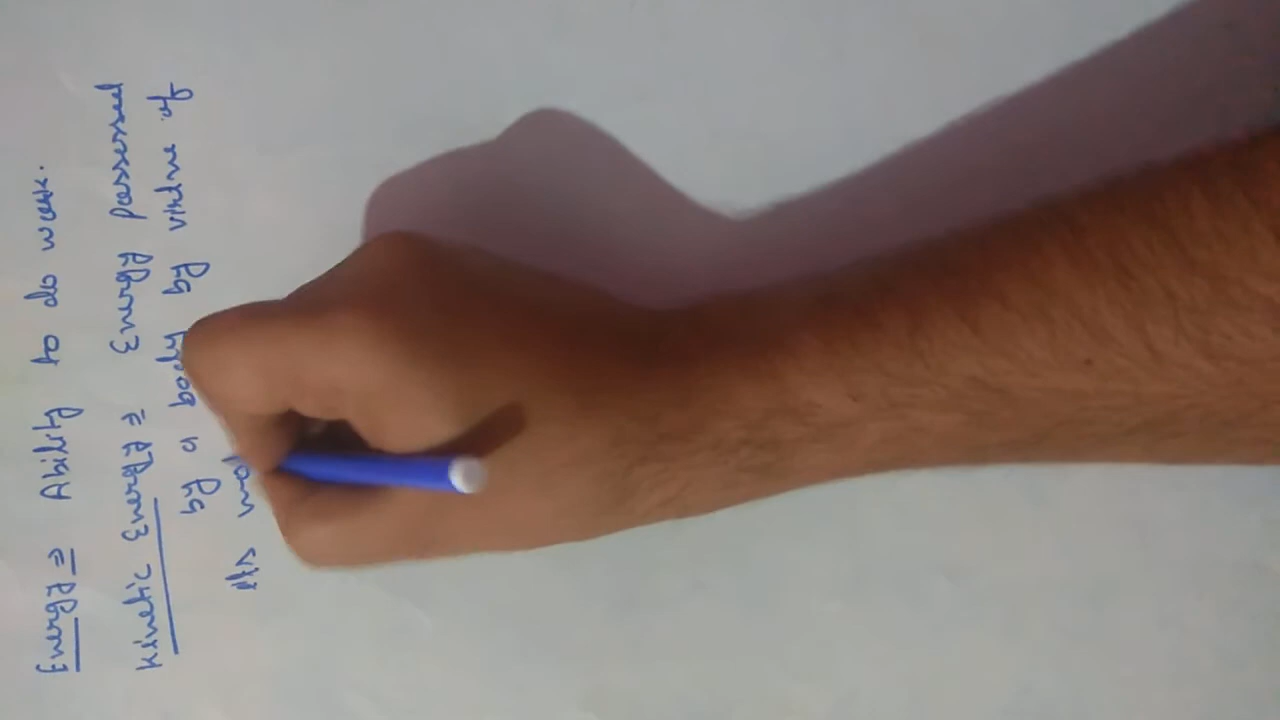 Energy ⇒ Ability to do work.
Kinetic Energy ⇒ Energy possessed
by a body by virtue of
its